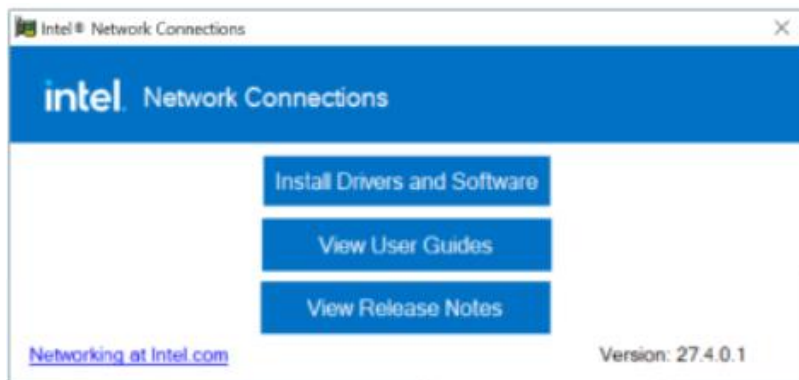 Intel® Network Connections
intel. Network Connections
Install Drivers and Software
View User Guides
View Release Notes
Networking at Intel.com
Version: 27.4.0.1